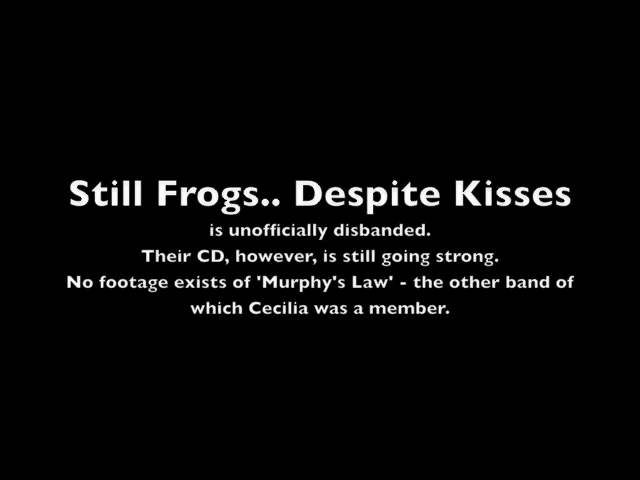 Still Frogs.. Despite Kisses
is unofficially disbanded.
Their CD, however, is still going strong.
No footage exists of 'Murphy's Law' - the other band of
which Cecilia was a member.